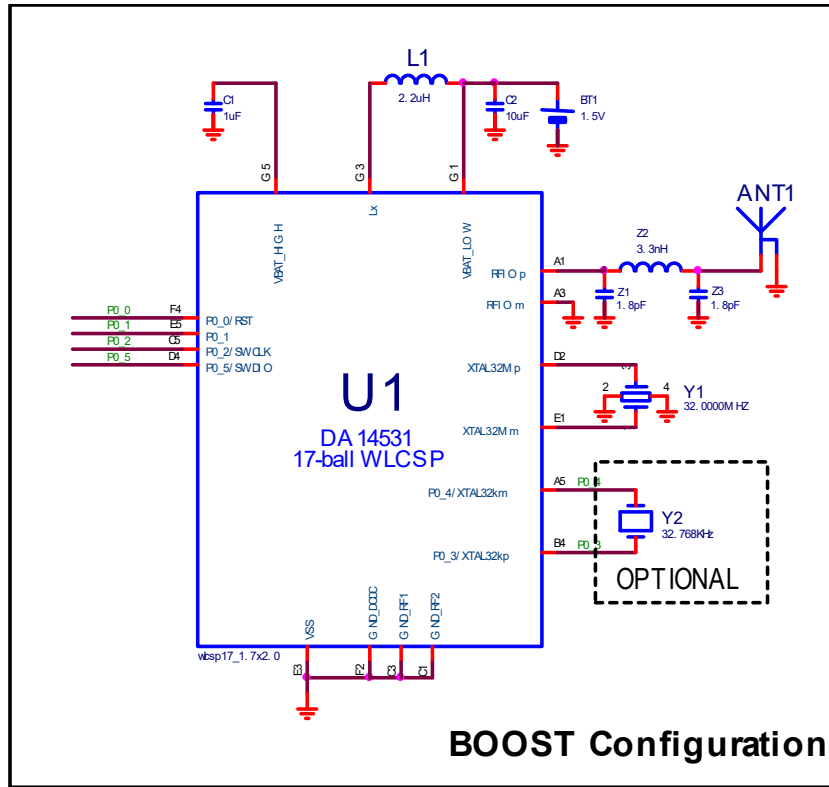 L1
2.2uH
C1
1uF
C2
10uF
BT1
1.5V
G5
G3
G1
VBAT_HIGH
Lx
VBAT_LOW
ANT1
Z2
3.3nH
A1
RFIOp
Z1
1.8pF
Z3
1.8pF
A3
RFIOm
P0_0
F4
P0_0/RST
P0_1
E5
P0_1
P0_2
C5
P0_2/SWCLK
P0_5
D4
P0_5/SWDIO
D2
XTAL32Mp
3
2
4
Y1
32.0000MHZ
E1
XTAL32Mm
U1
DA14531
17-ball WLCSP
A5
P0_4
P0_4/XTAL32km
Y2
32.768KHz
B4
P0_3
P0_3/XTAL32kp
OPTIONAL
VSS
GND_DCDC
GND_RF1
GND_RF2
wlcsp17_1.7x2.0
E3
F2
C3
C1
BOOST Configuration